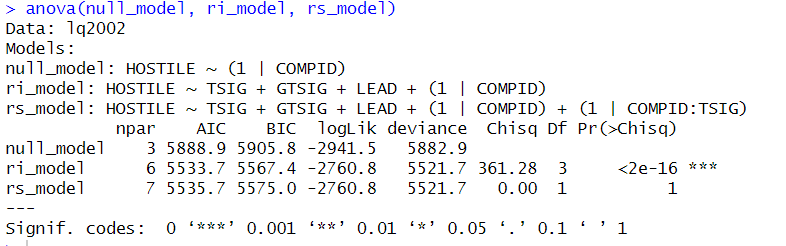 > anova(null_model, ri_model, rs_model)
Data: lq2002
Models:
null_model: HOSTILE ~ (1 | COMPID)
ri_model: HOSTILE ~ TSIG + GTSIG + LEAD + (1 | COMPID)
rs_model: HOSTILE ~ TSIG + GTSIG + LEAD + (1 | COMPID) + (1 | COMPID:TSIG)
           npar    AIC    BIC  logLik deviance  Chisq Df Pr(>Chisq)
null_model    3 5888.9 5905.8 -2941.5   5882.9
ri_model      6 5533.7 5567.4 -2760.8   5521.7 361.28  3     <2e-16 ***
rs_model      7 5535.7 5575.0 -2760.8   5521.7   0.00  1          1
---
Signif. codes:  0 ‘***’ 0.001 ‘**’ 0.01 ‘*’ 0.05 ‘.’ 0.1 ‘ ’ 1